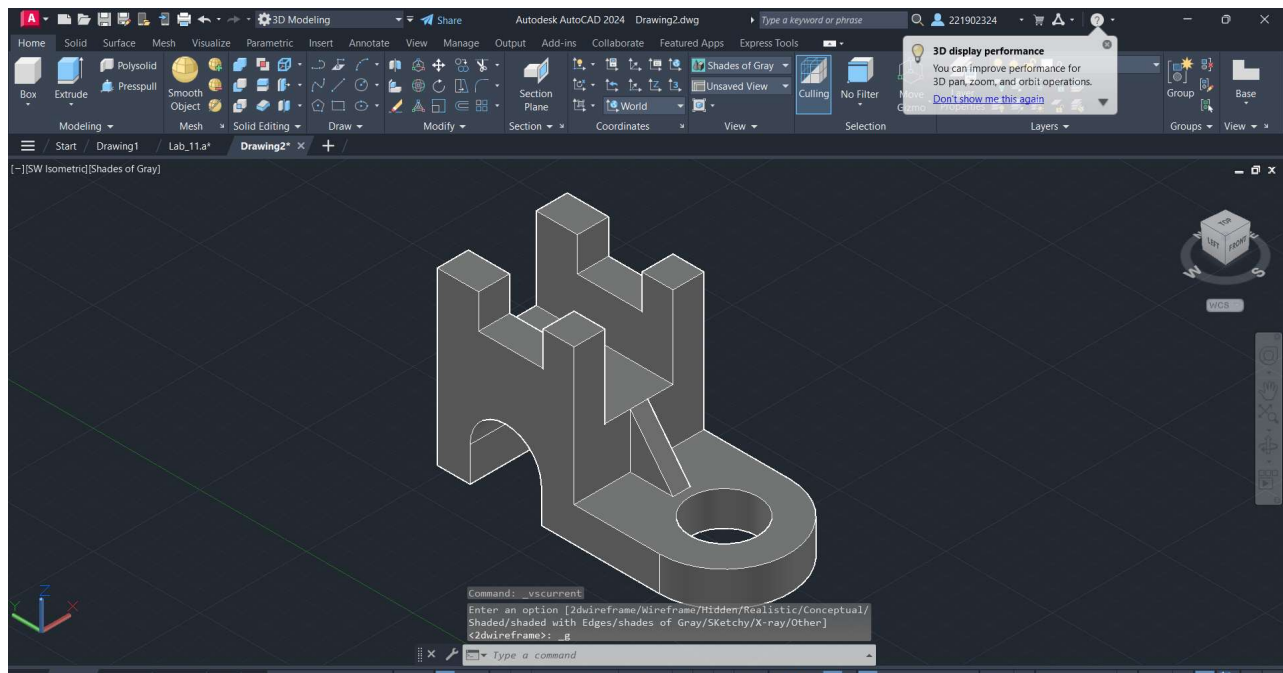 A 3D Modeling Share Autodesk AutoCAD 2024 Drawing2.dwg Type a keyword or phrase 221902324
Home Solid Surface Mesh Visualize Parametric Insert Annotate View Manage Output Add-ins Collaborate Featured Apps Express Tools
Box
Extrude
Polysolid
Presspull
Smooth
Object
Section
Plane
World
Shades of Gray
Unsaved View
Culling
No Filter
Move
Gizmo
Group
Base
Modeling Mesh Solid Editing Draw Modify Section Coordinates View Selection Layers Groups View
3D display performance
You can improve performance for
3D pan, zoom, and orbit operations.
Don't show me this again
Start / Drawing1 / Lab_11.a* / Drawing2* × + /
[−][SW Isometric][Shades of Gray]
TOP
LEFT FRONT
W S
WCS
Command: _vscurrent
Enter an option [2dwireframe/Wireframe/Hidden/Realistic/Conceptual/
Shaded/shaded with Edges/shades of Gray/SKetchy/X-ray/Other]
<2dwireframe>: _g
Type a command
Z
Y X